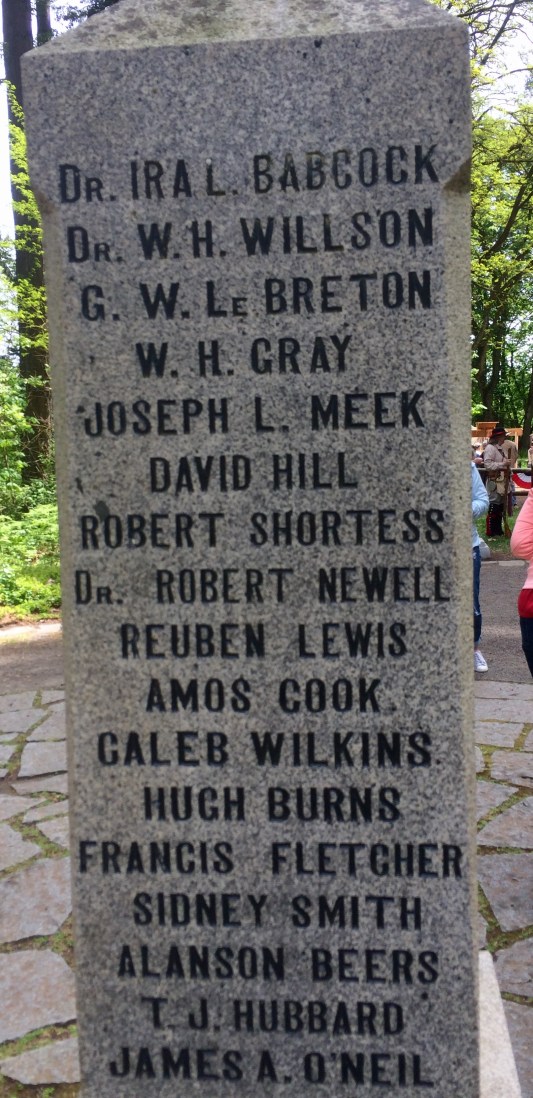 DR. IRA L. BABCOCK
DR. W. H. WILLSON
G. W. LE BRETON
W. H. GRAY
JOSEPH L. MEEK
DAVID HILL
ROBERT SHORTESS
DR. ROBERT NEWELL
REUBEN LEWIS
AMOS COOK.
CALEB WILKINS.
HUGH BURNS
FRANCIS FLETCHER
SIDNEY SMITH
ALANSON BEERS
T. J. HUBBARD
JAMES A. O'NEIL